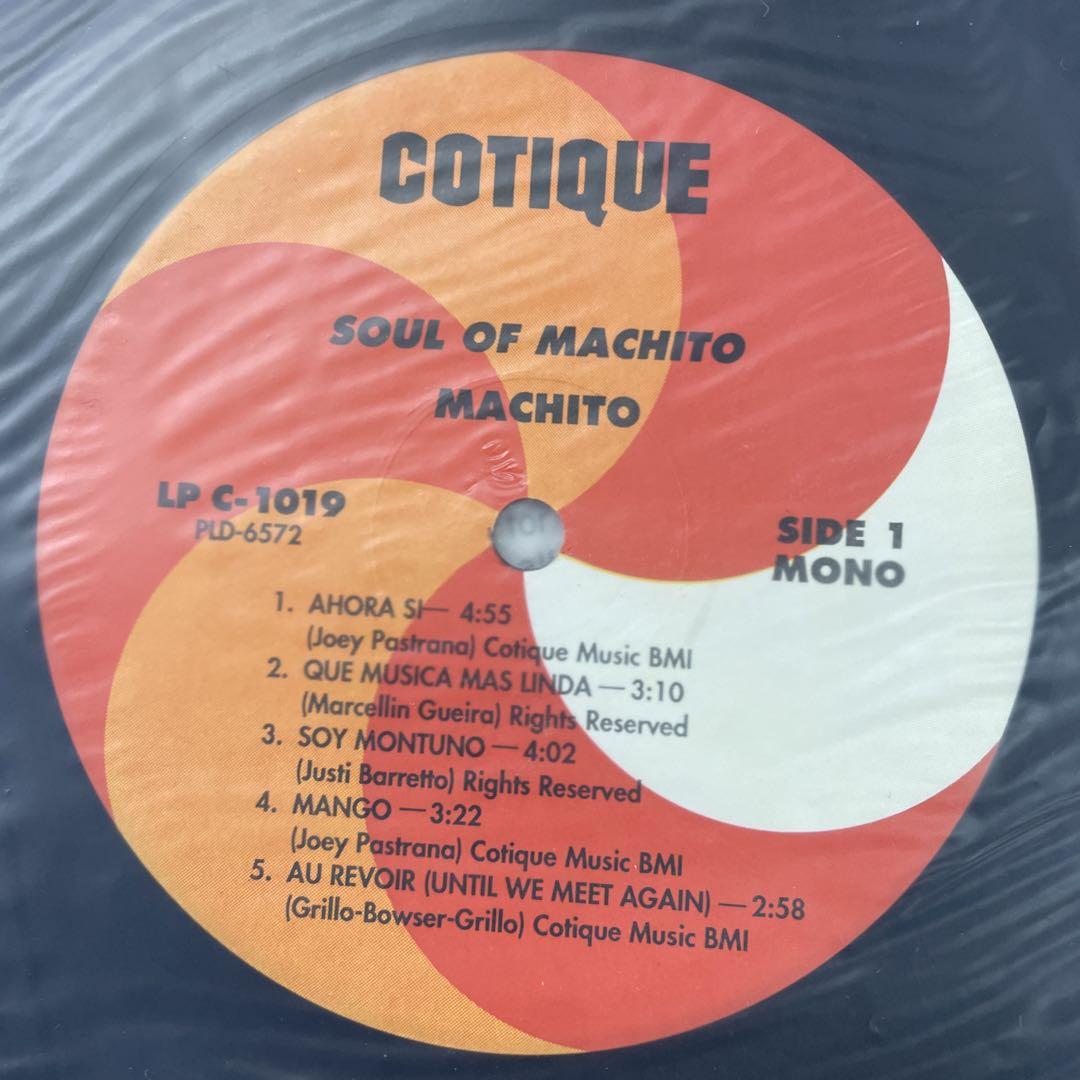 COTIQUE
SOUL OF MACHITO
MACHITO
LP C-1019
PLD-6572
SIDE 1
MONO
1. AHORA SI— 4:55
(Joey Pastrana) Cotique Music BMI
2. QUE MUSICA MAS LINDA —3:10
(Marcellin Gueira) Rights Reserved
3. SOY MONTUNO —4:02
(Justi Barretto) Rights Reserved
4. MANGO —3:22
(Joey Pastrana) Cotique Music BMI
5. AU REVOIR (UNTIL WE MEET AGAIN) —2:58
(Grillo-Bowser-Grillo) Cotique Music BMI